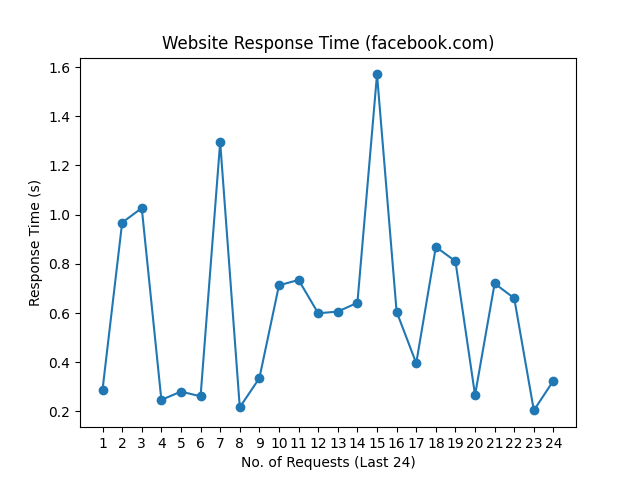 Website Response Time (facebook.com)
1.6
1.4
1.2
1.0
0.8
0.6
0.4
0.2
Response Time (s)
1 2 3 4 5 6 7 8 9 10 11 12 13 14 15 16 17 18 19 20 21 22 23 24
No. of Requests (Last 24)